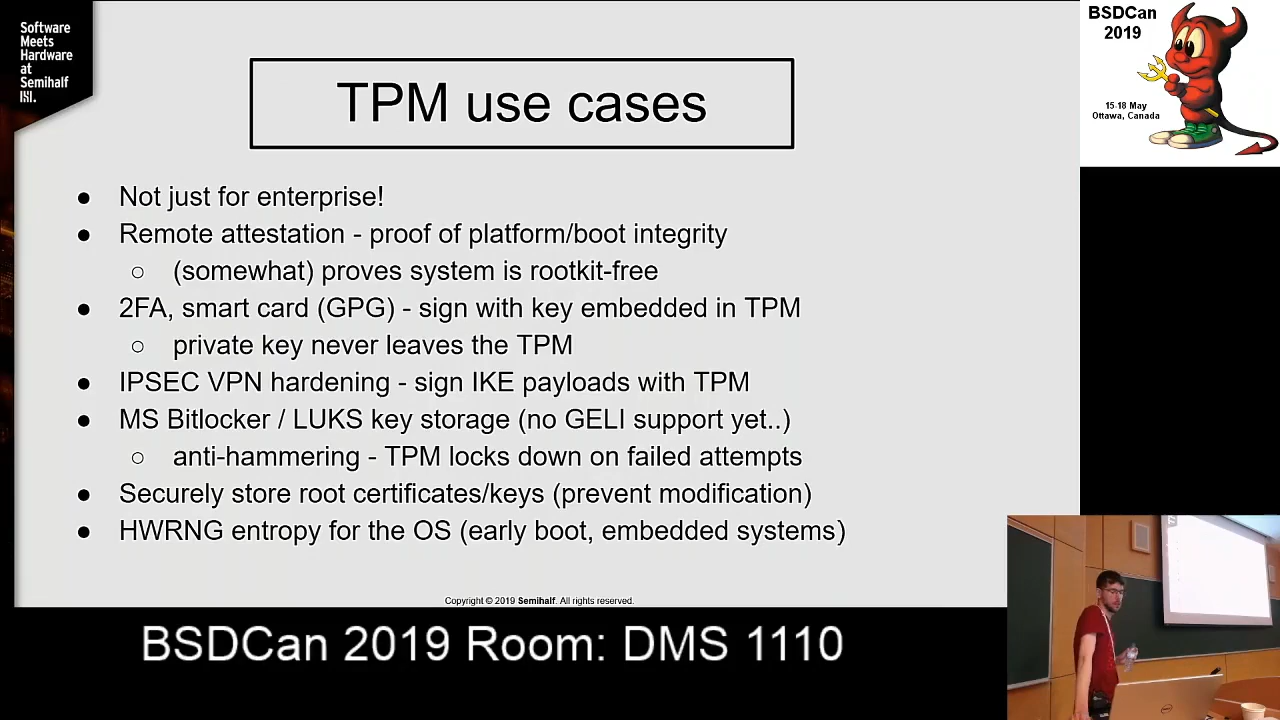 Software
Meets
Hardware
at
Semihalf
TPM use cases
● Not just for enterprise!
● Remote attestation - proof of platform/boot integrity
○ (somewhat) proves system is rootkit-free
● 2FA, smart card (GPG) - sign with key embedded in TPM
○ private key never leaves the TPM
● IPSEC VPN hardening - sign IKE payloads with TPM
● MS Bitlocker / LUKS key storage (no GELI support yet..)
○ anti-hammering - TPM locks down on failed attempts
● Securely store root certificates/keys (prevent modification)
● HWRNG entropy for the OS (early boot, embedded systems)
Copyright © 2019 Semihalf. All rights reserved.
BSDCan
2019
15-18 May
Ottawa, Canada
BSDCan 2019 Room: DMS 1110